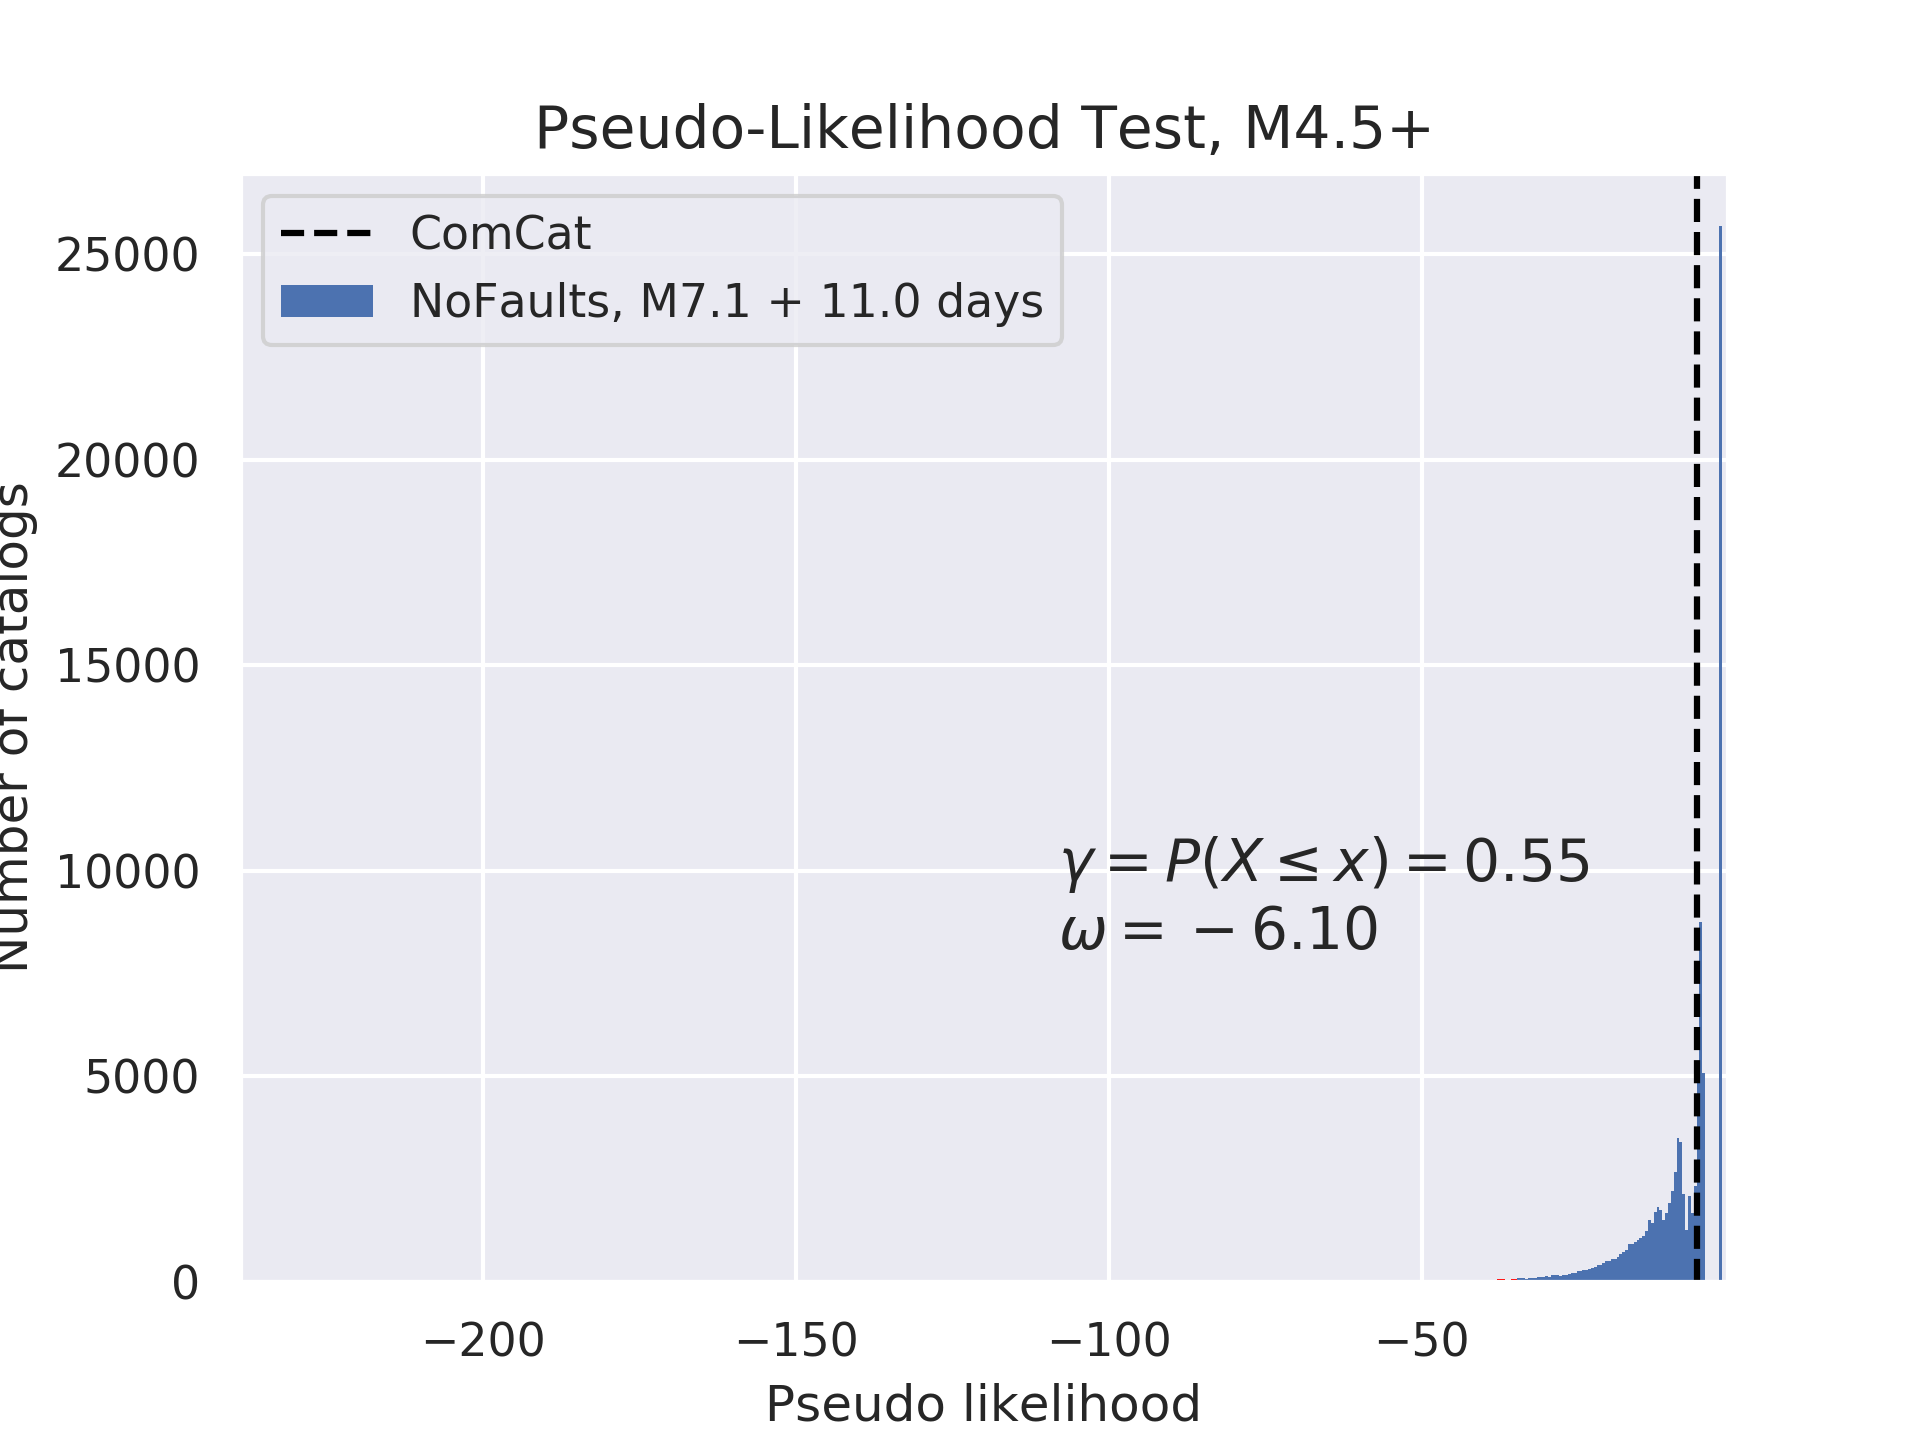 Pseudo-Likelihood Test, M4.5+
ComCat
NoFaults, M7.1 + 11.0 days
25000
20000
15000
10000
5000
0
Number of catalogs
γ = P(X ≤ x) = 0.55
ω = − 6.10
−200 −150 −100 −50
Pseudo likelihood